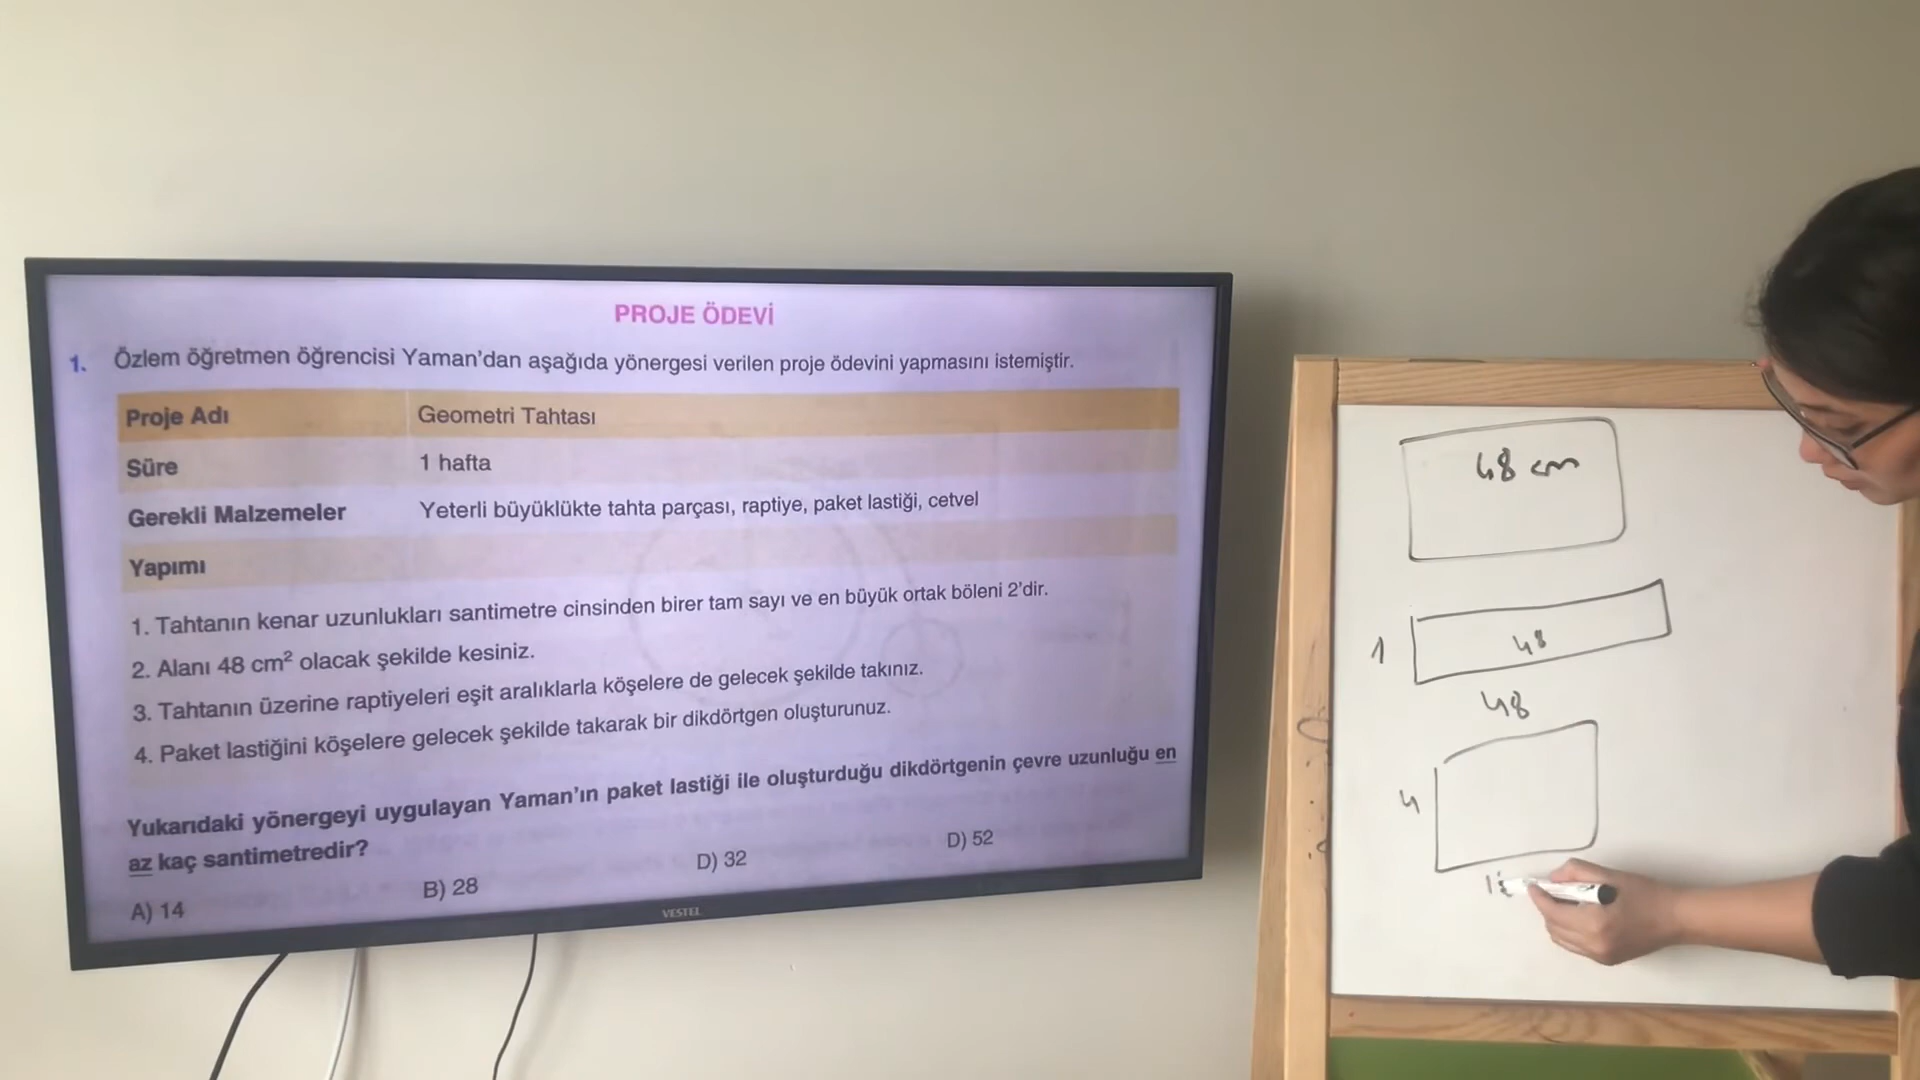 PROJE ÖDEVİ
1. Özlem öğretmen öğrencisi Yaman'dan aşağıda yönergesi verilen proje ödevini yapmasını istemiştir.
Proje Adı Geometri Tahtası
Süre 1 hafta
Gerekli Malzemeler Yeterli büyüklükte tahta parçası, raptiye, paket lastiği, cetvel
Yapımı
1. Tahtanın kenar uzunlukları santimetre cinsinden birer tam sayı ve en büyük ortak böleni 2'dir.
2. Alanı 48 cm² olacak şekilde kesiniz.
3. Tahtanın üzerine raptiyeleri eşit aralıklarla köşelere de gelecek şekilde takınız.
4. Paket lastiğini köşelere gelecek şekilde takarak bir dikdörtgen oluşturunuz.
Yukarıdaki yönergeyi uygulayan Yaman'ın paket lastiği ile oluşturduğu dikdörtgenin çevre uzunluğu en
az kaç santimetredir?
A) 14 B) 28 D) 32 D) 52
VESTEL
48 cm
1 48
48
4